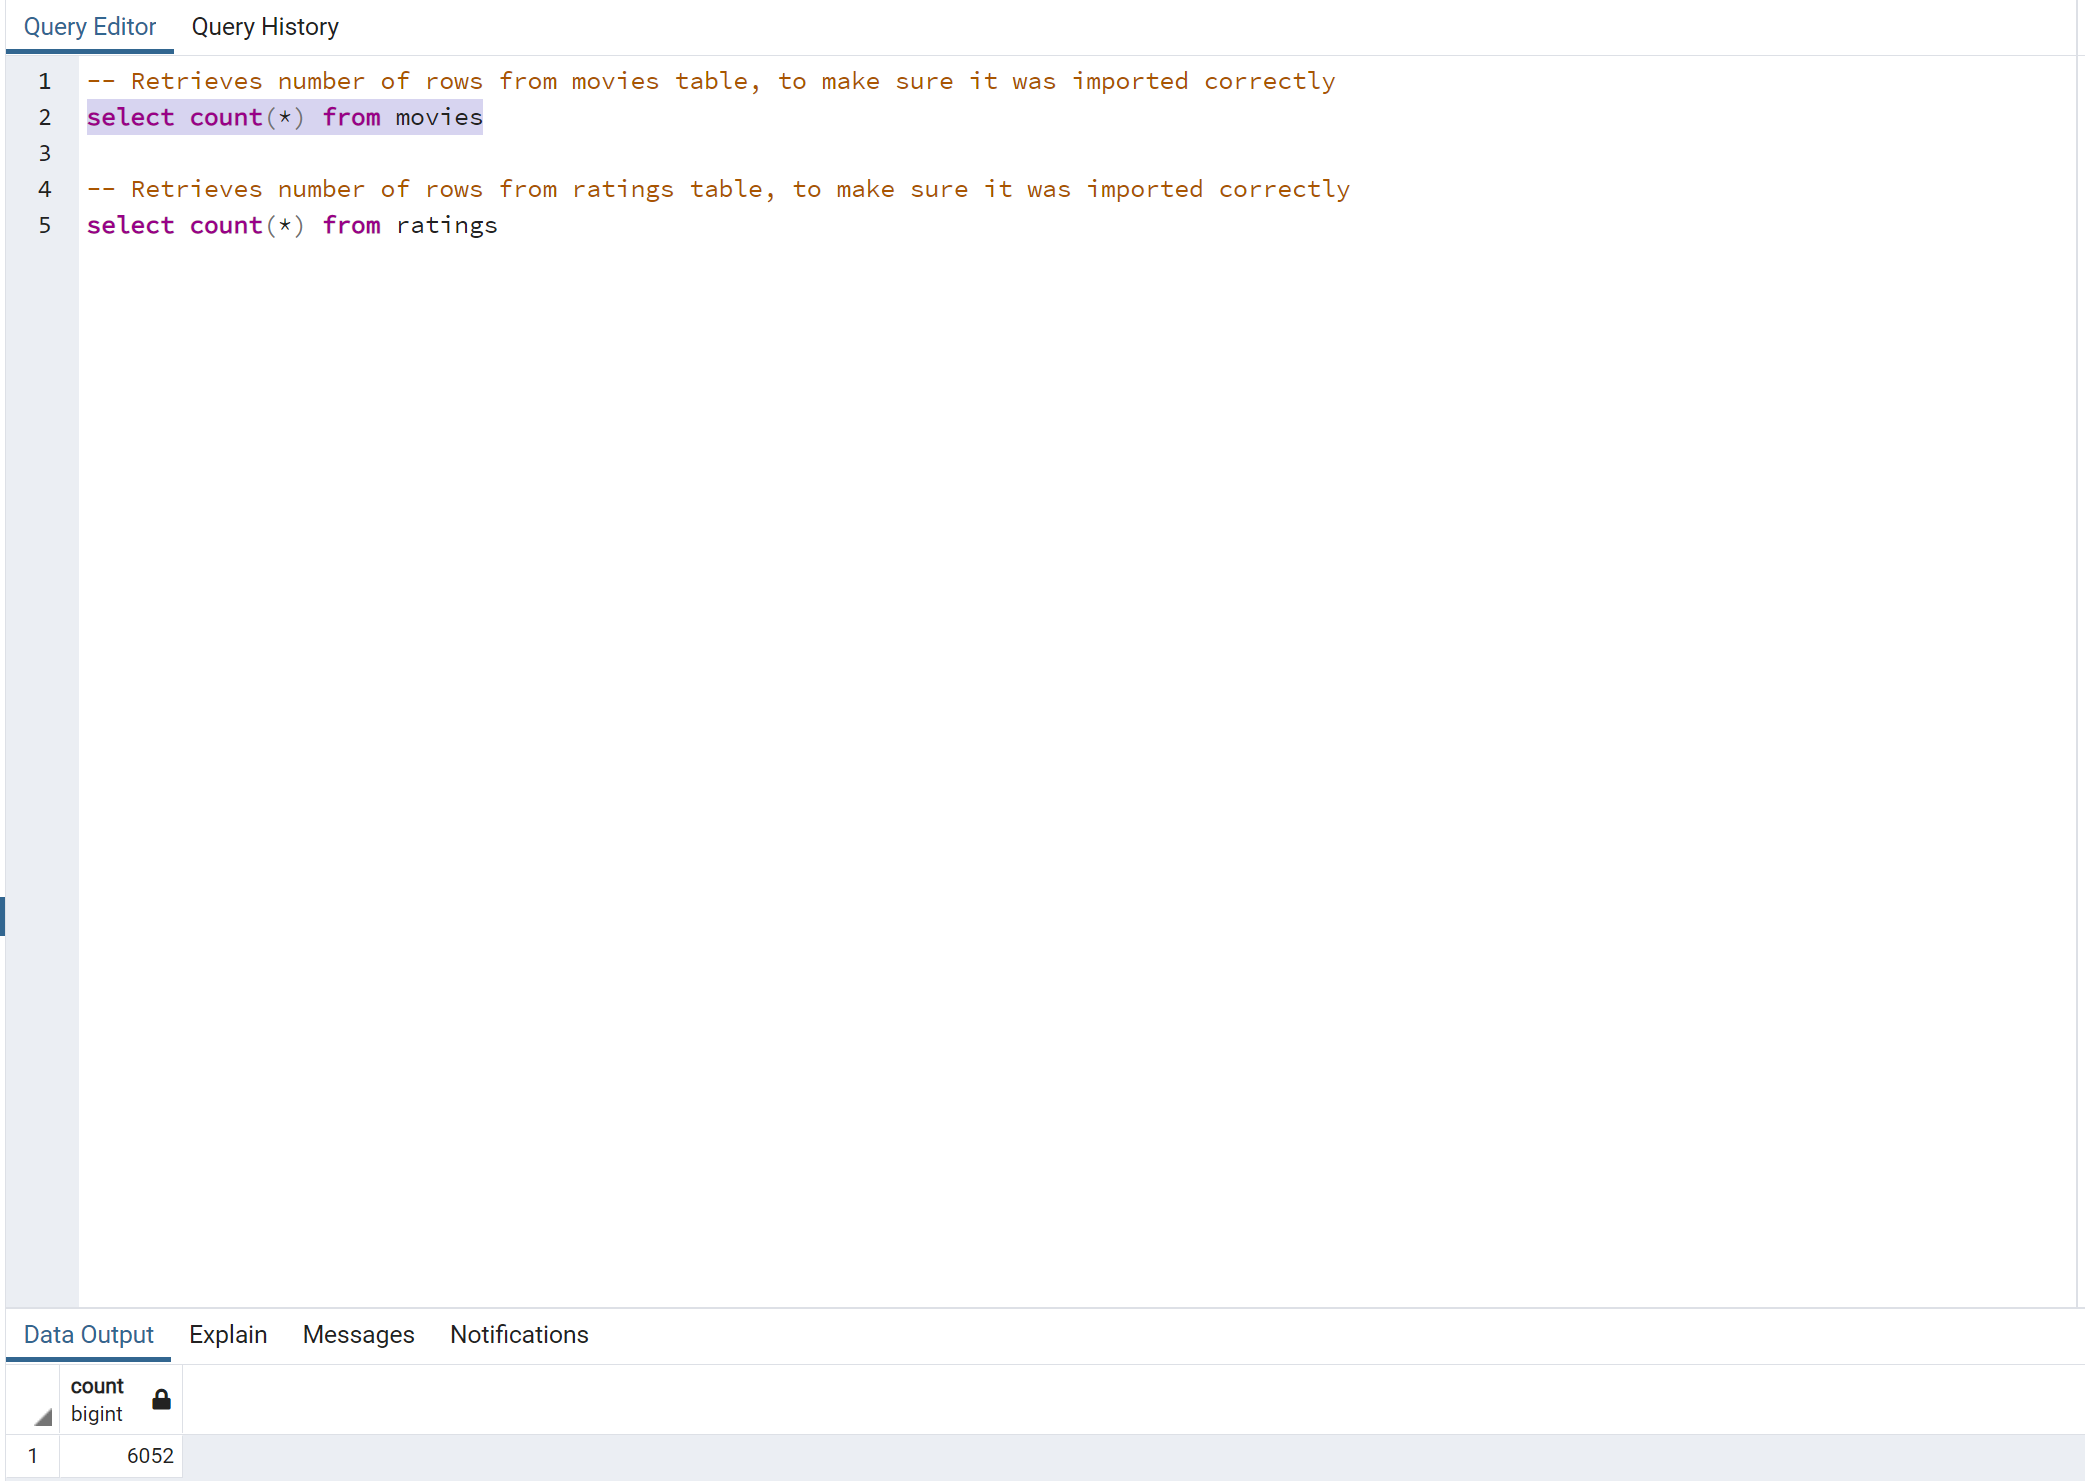 Query Editor Query History
1 -- Retrieves number of rows from movies table, to make sure it was imported correctly
2 select count(*) from movies
3
4 -- Retrieves number of rows from ratings table, to make sure it was imported correctly
5 select count(*) from ratings
Data Output Explain Messages Notifications
count
bigint
1 6052